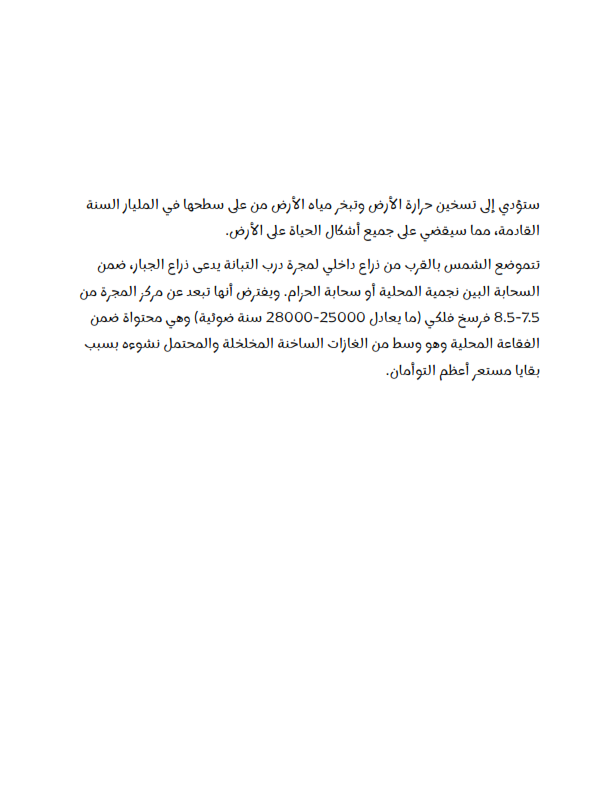 ستؤدي إلى تسخين حرارة الأرض وتبخر مياه الأرض من على سطحها في المليار السنة
القادمة، مما سيقضي على جميع أشكال الحياة على الأرض.
تتموضع الشمس بالقرب من ذراع داخلي لمجرة درب التبانة يدعى ذراع الجبار، ضمن
السحابة البين نجمية المحلية أو سحابة الحرام. ويفترض أنها تبعد عن مركز المجرة من
7.5-8.5 فرسخ فلكي (ما يعادل 25000-28000 سنة ضوئية) وهي محتواة ضمن
الفقاعة المحلية وهو وسط من الغازات الساخنة المخلخلة والمحتمل نشوءه بسبب
بقايا مستعر أعظم التوأمان.